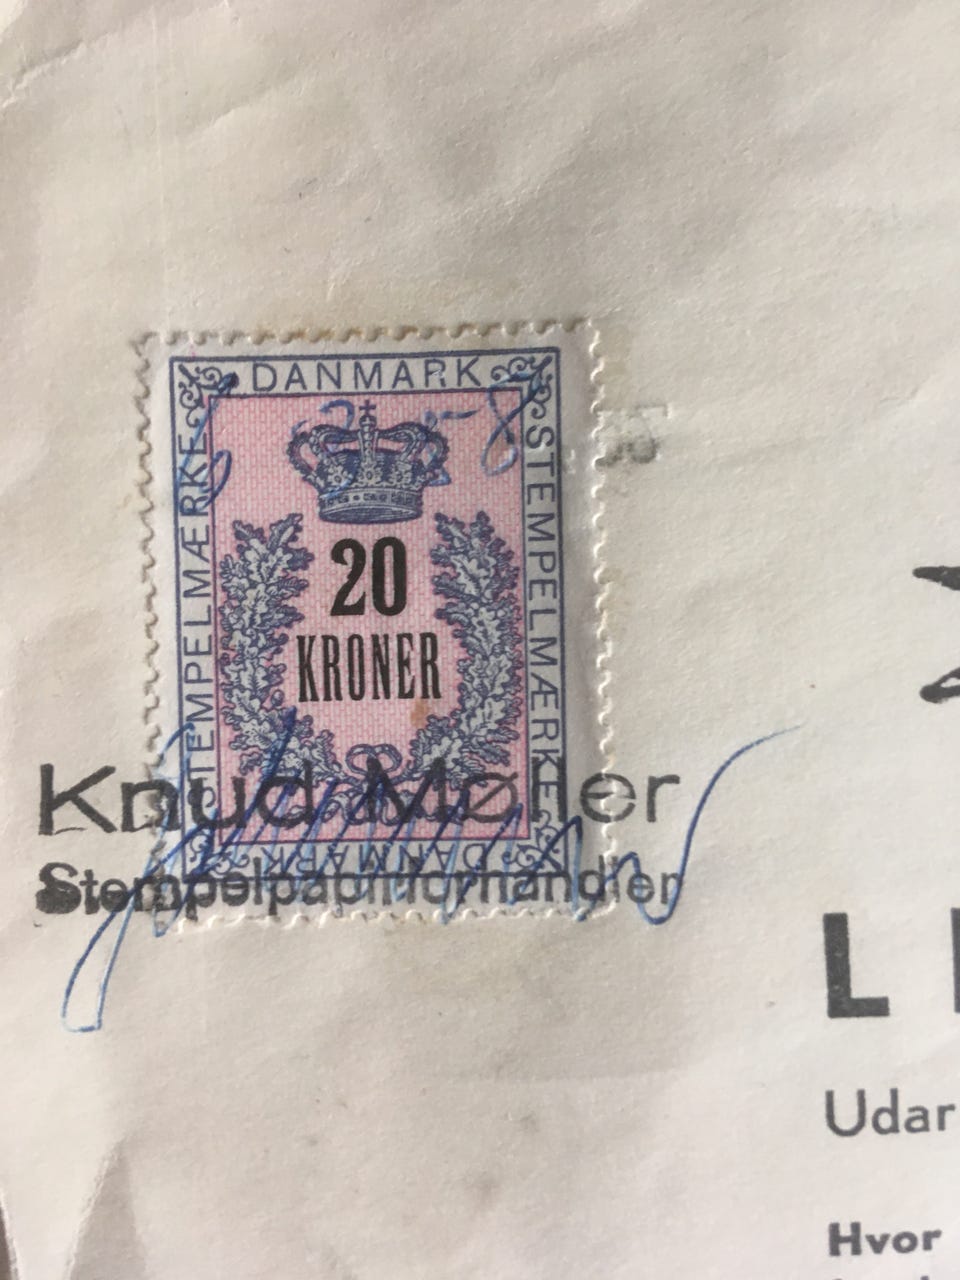 DANMARK
STEMPELMÆRKE
STEMPELMÆRKE
20
KRONER
Knud Møller
Stempelpapirforhandler
DANMARK
L
Udar
Hvor